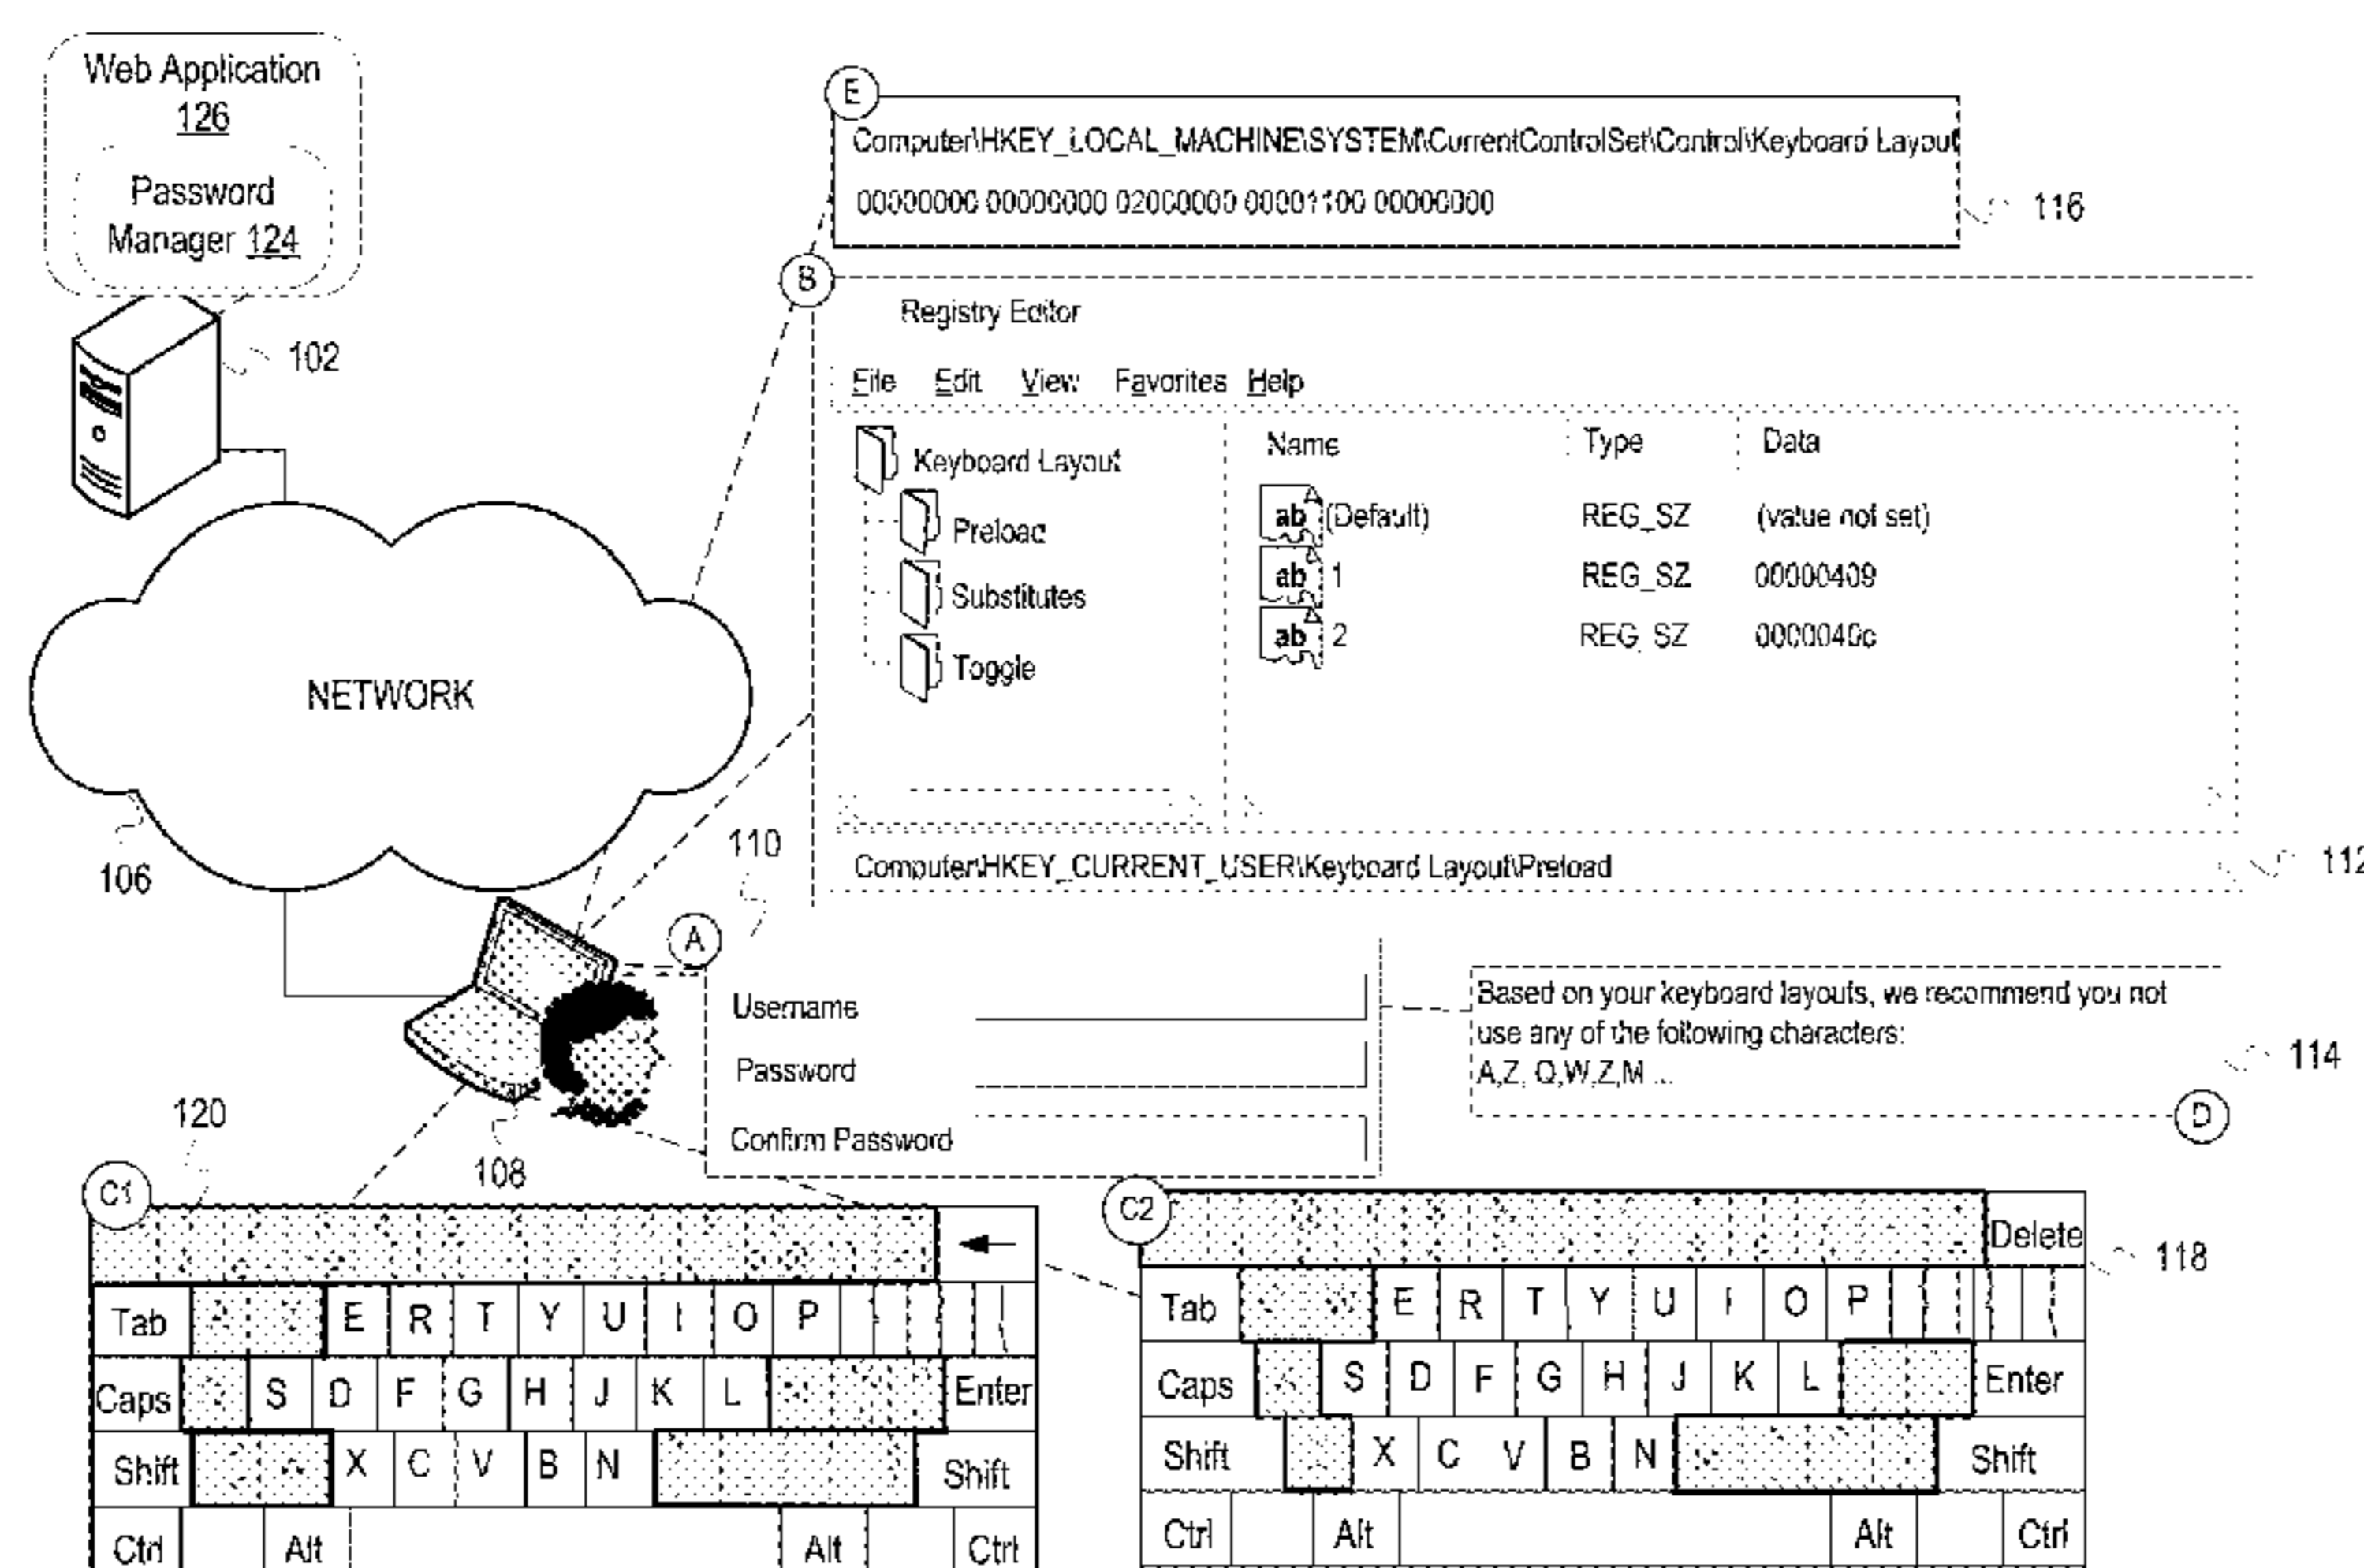 Web Application
126
Password
Manager 124
102
NETWORK
106
E
Computer\HKEY_LOCAL_MACHINE\SYSTEM\CurrentControlSet\Control\Keyboard Layout
00000000 00000000 02000000 00001100 00000000
116
B
Registry Editor
File Edit View Favorites Help
Keyboard Layout
Preload
Substitutes
Toggle
Name Type Data
ab (Default) REG_SZ (value not set)
ab 1 REG_SZ 00000409
ab 2 REG_SZ 0000040c
Computer\HKEY_CURRENT_USER\Keyboard Layout\Preload
112
110
A
Username
Password
Confirm Password
108
Based on your keyboard layouts, we recommend you not
use any of the following characters:
A,Z, Q,W,Z,M ...
114
D
120
C1
Tab E R T Y U I O P
Caps S D F G H J K L Enter
Shift X C V B N Shift
Ctrl Alt Alt Ctrl
C2
Delete
118
Tab E R T Y U I O P
Caps S D F G H J K L Enter
Shift X C V B N Shift
Ctrl Alt Alt Ctrl